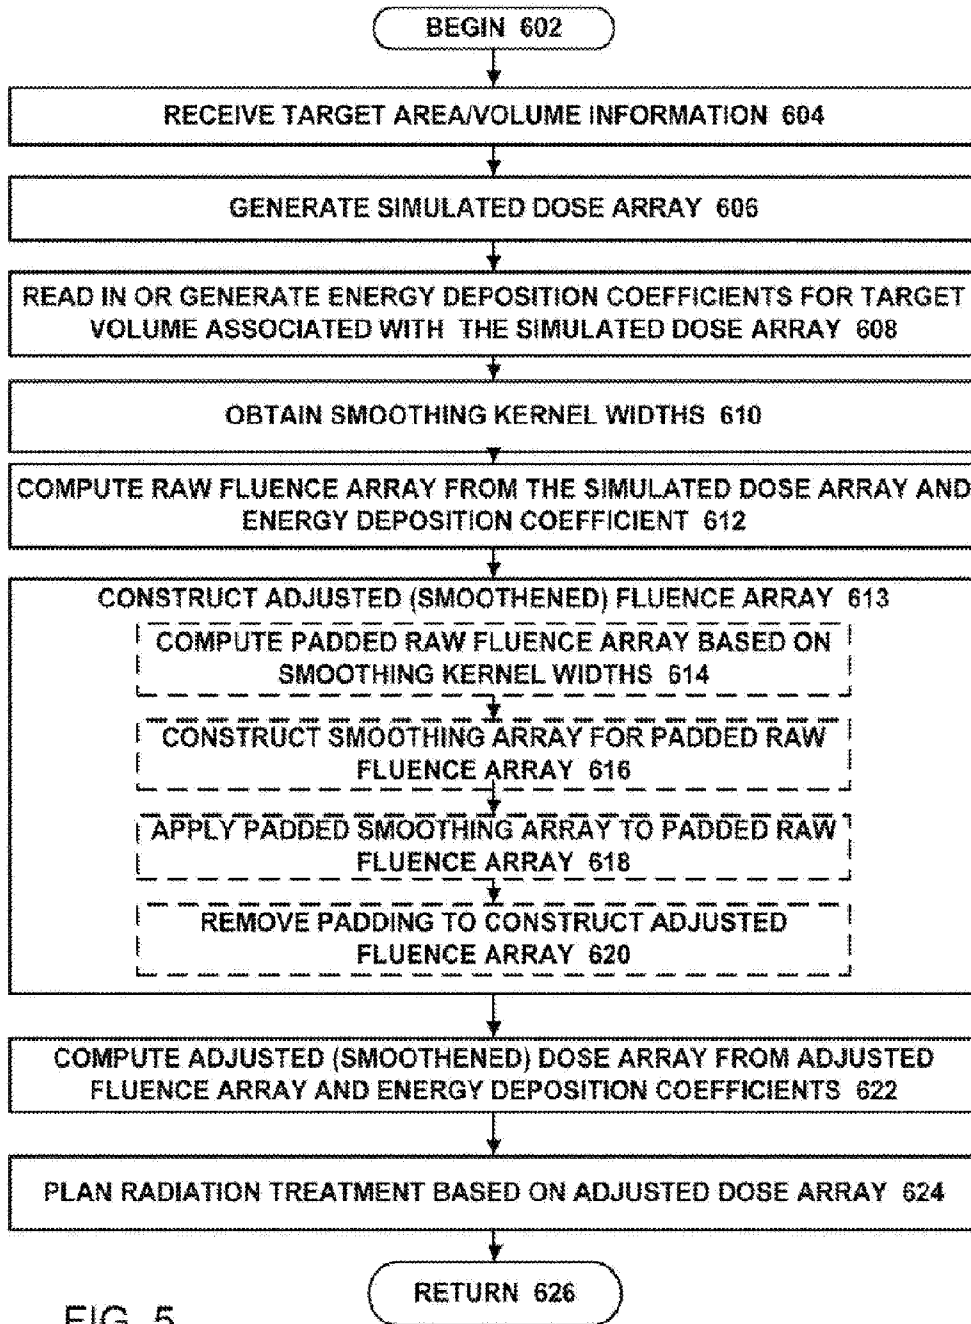 BEGIN 602
RECEIVE TARGET AREA/VOLUME INFORMATION 604
GENERATE SIMULATED DOSE ARRAY 606
READ IN OR GENERATE ENERGY DEPOSITION COEFFICIENTS FOR TARGET
VOLUME ASSOCIATED WITH THE SIMULATED DOSE ARRAY 608
OBTAIN SMOOTHING KERNEL WIDTHS 610
COMPUTE RAW FLUENCE ARRAY FROM THE SIMULATED DOSE ARRAY AND
ENERGY DEPOSITION COEFFICIENT 612
CONSTRUCT ADJUSTED (SMOOTHENED) FLUENCE ARRAY 613
COMPUTE PADDED RAW FLUENCE ARRAY BASED ON
SMOOTHING KERNEL WIDTHS 614
CONSTRUCT SMOOTHING ARRAY FOR PADDED RAW
FLUENCE ARRAY 616
APPLY PADDED SMOOTHING ARRAY TO PADDED RAW
FLUENCE ARRAY 618
REMOVE PADDING TO CONSTRUCT ADJUSTED
FLUENCE ARRAY 620
COMPUTE ADJUSTED (SMOOTHENED) DOSE ARRAY FROM ADJUSTED
FLUENCE ARRAY AND ENERGY DEPOSITION COEFFICIENTS 622
PLAN RADIATION TREATMENT BASED ON ADJUSTED DOSE ARRAY 624
RETURN 626
FIG. 5